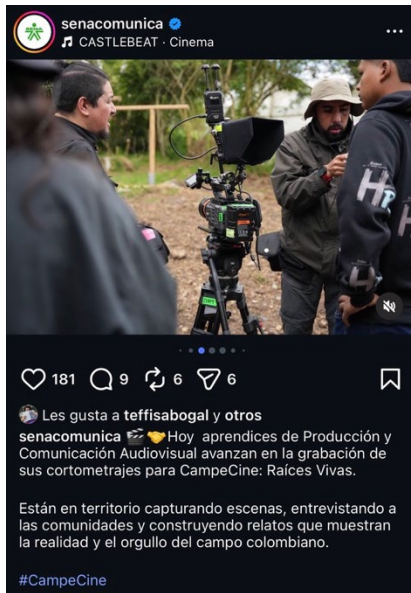 senacomunica
CASTLEBEAT · Cinema
181 9 6 6
Les gusta a teffisabogal y otros
senacomunica 🎬🤝Hoy aprendices de Producción y
Comunicación Audiovisual avanzan en la grabación de
sus cortometrajes para CampeCine: Raíces Vivas.
Están en territorio capturando escenas, entrevistando a
las comunidades y construyendo relatos que muestran
la realidad y el orgullo del campo colombiano.
#CampeCine